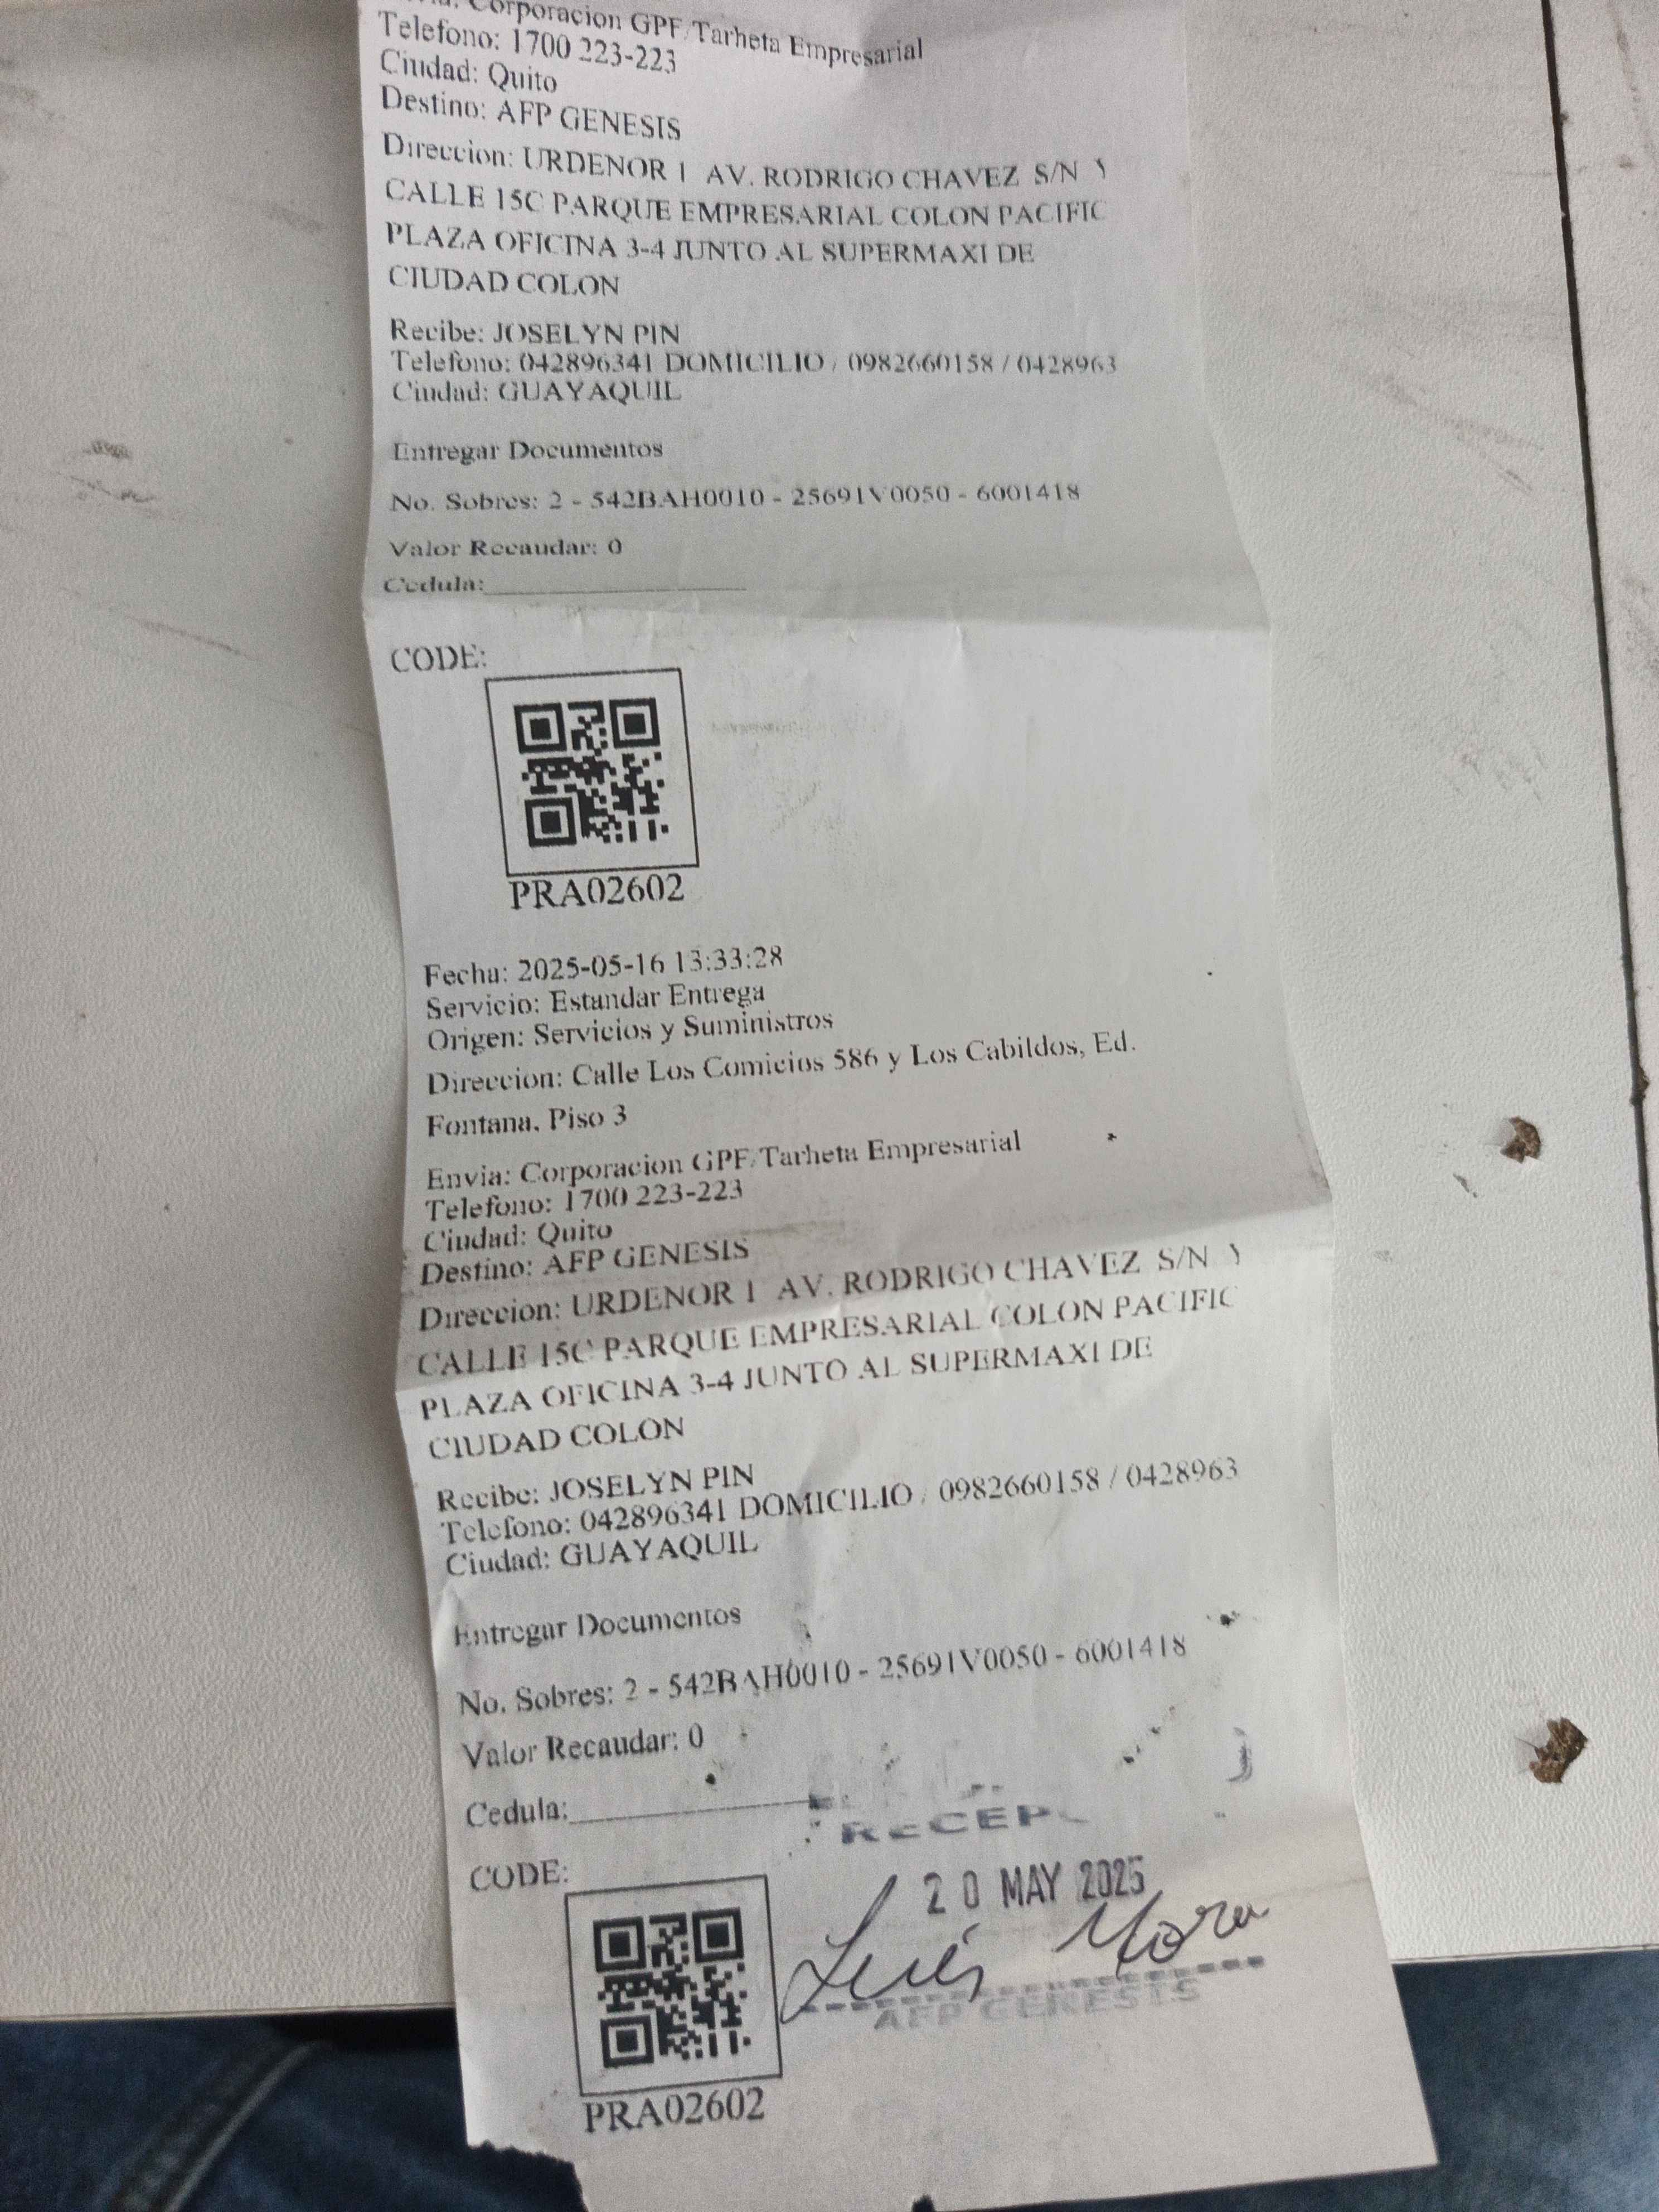 Corporacion GPF/Tarheta Empresarial
Telefono: 1700 223-223
Ciudad: Quito
Destino: AFP GENESIS
Direccion: URDENOR 1 AV. RODRIGO CHAVEZ S/N Y
CALLE 15C PARQUE EMPRESARIAL COLON PACIFIC
PLAZA OFICINA 3-4 JUNTO AL SUPERMAXI DE
CIUDAD COLON
Recibe: JOSELYN PIN
Telefono: 042896341 DOMICILIO / 0982660158 / 0428963
Ciudad: GUAYAQUIL
Entregar Documentos
No. Sobres: 2 - 542BAH0010 - 25691V0050 - 6001418
Valor Recaudar: 0
Cedula:
CODE:
PRA02602
Fecha: 2025-05-16 13:33:28
Servicio: Estandar Entrega
Origen: Servicios y Suministros
Direccion: Calle Los Comicios 586 y Los Cabildos, Ed.
Fontana, Piso 3
Envia: Corporacion GPF/Tarheta Empresarial
Telefono: 1700 223-223
Ciudad: Quito
Destino: AFP GENESIS
Direccion: URDENOR 1 AV. RODRIGO CHAVEZ S/N Y
CALLE 15C PARQUE EMPRESARIAL COLON PACIFIC
PLAZA OFICINA 3-4 JUNTO AL SUPERMAXI DE
CIUDAD COLON
Recibe: JOSELYN PIN
Telefono: 042896341 DOMICILIO / 0982660158 / 0428963
Ciudad: GUAYAQUIL
Entregar Documentos
No. Sobres: 2 - 542BAH0010 - 25691V0050 - 6001418
Valor Recaudar: 0
Cedula:
CODE:
20 MAY 2025
Luis Mora
AFP GENESIS
PRA02602